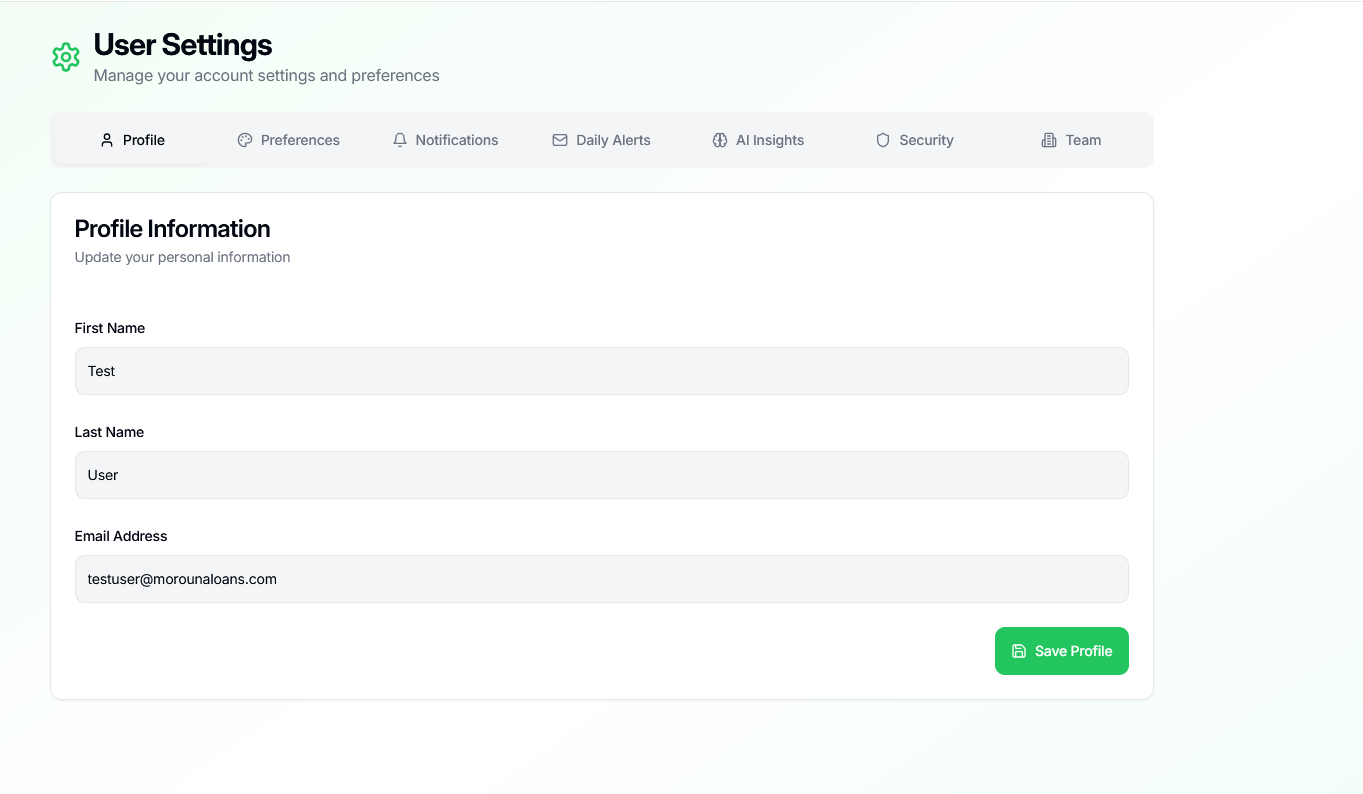 User Settings
Manage your account settings and preferences
Profile
Preferences
Notifications
Daily Alerts
AI Insights
Security
Team
Profile Information
Update your personal information
First Name
Test
Last Name
User
Email Address
testuser@morounaloans.com
Save Profile